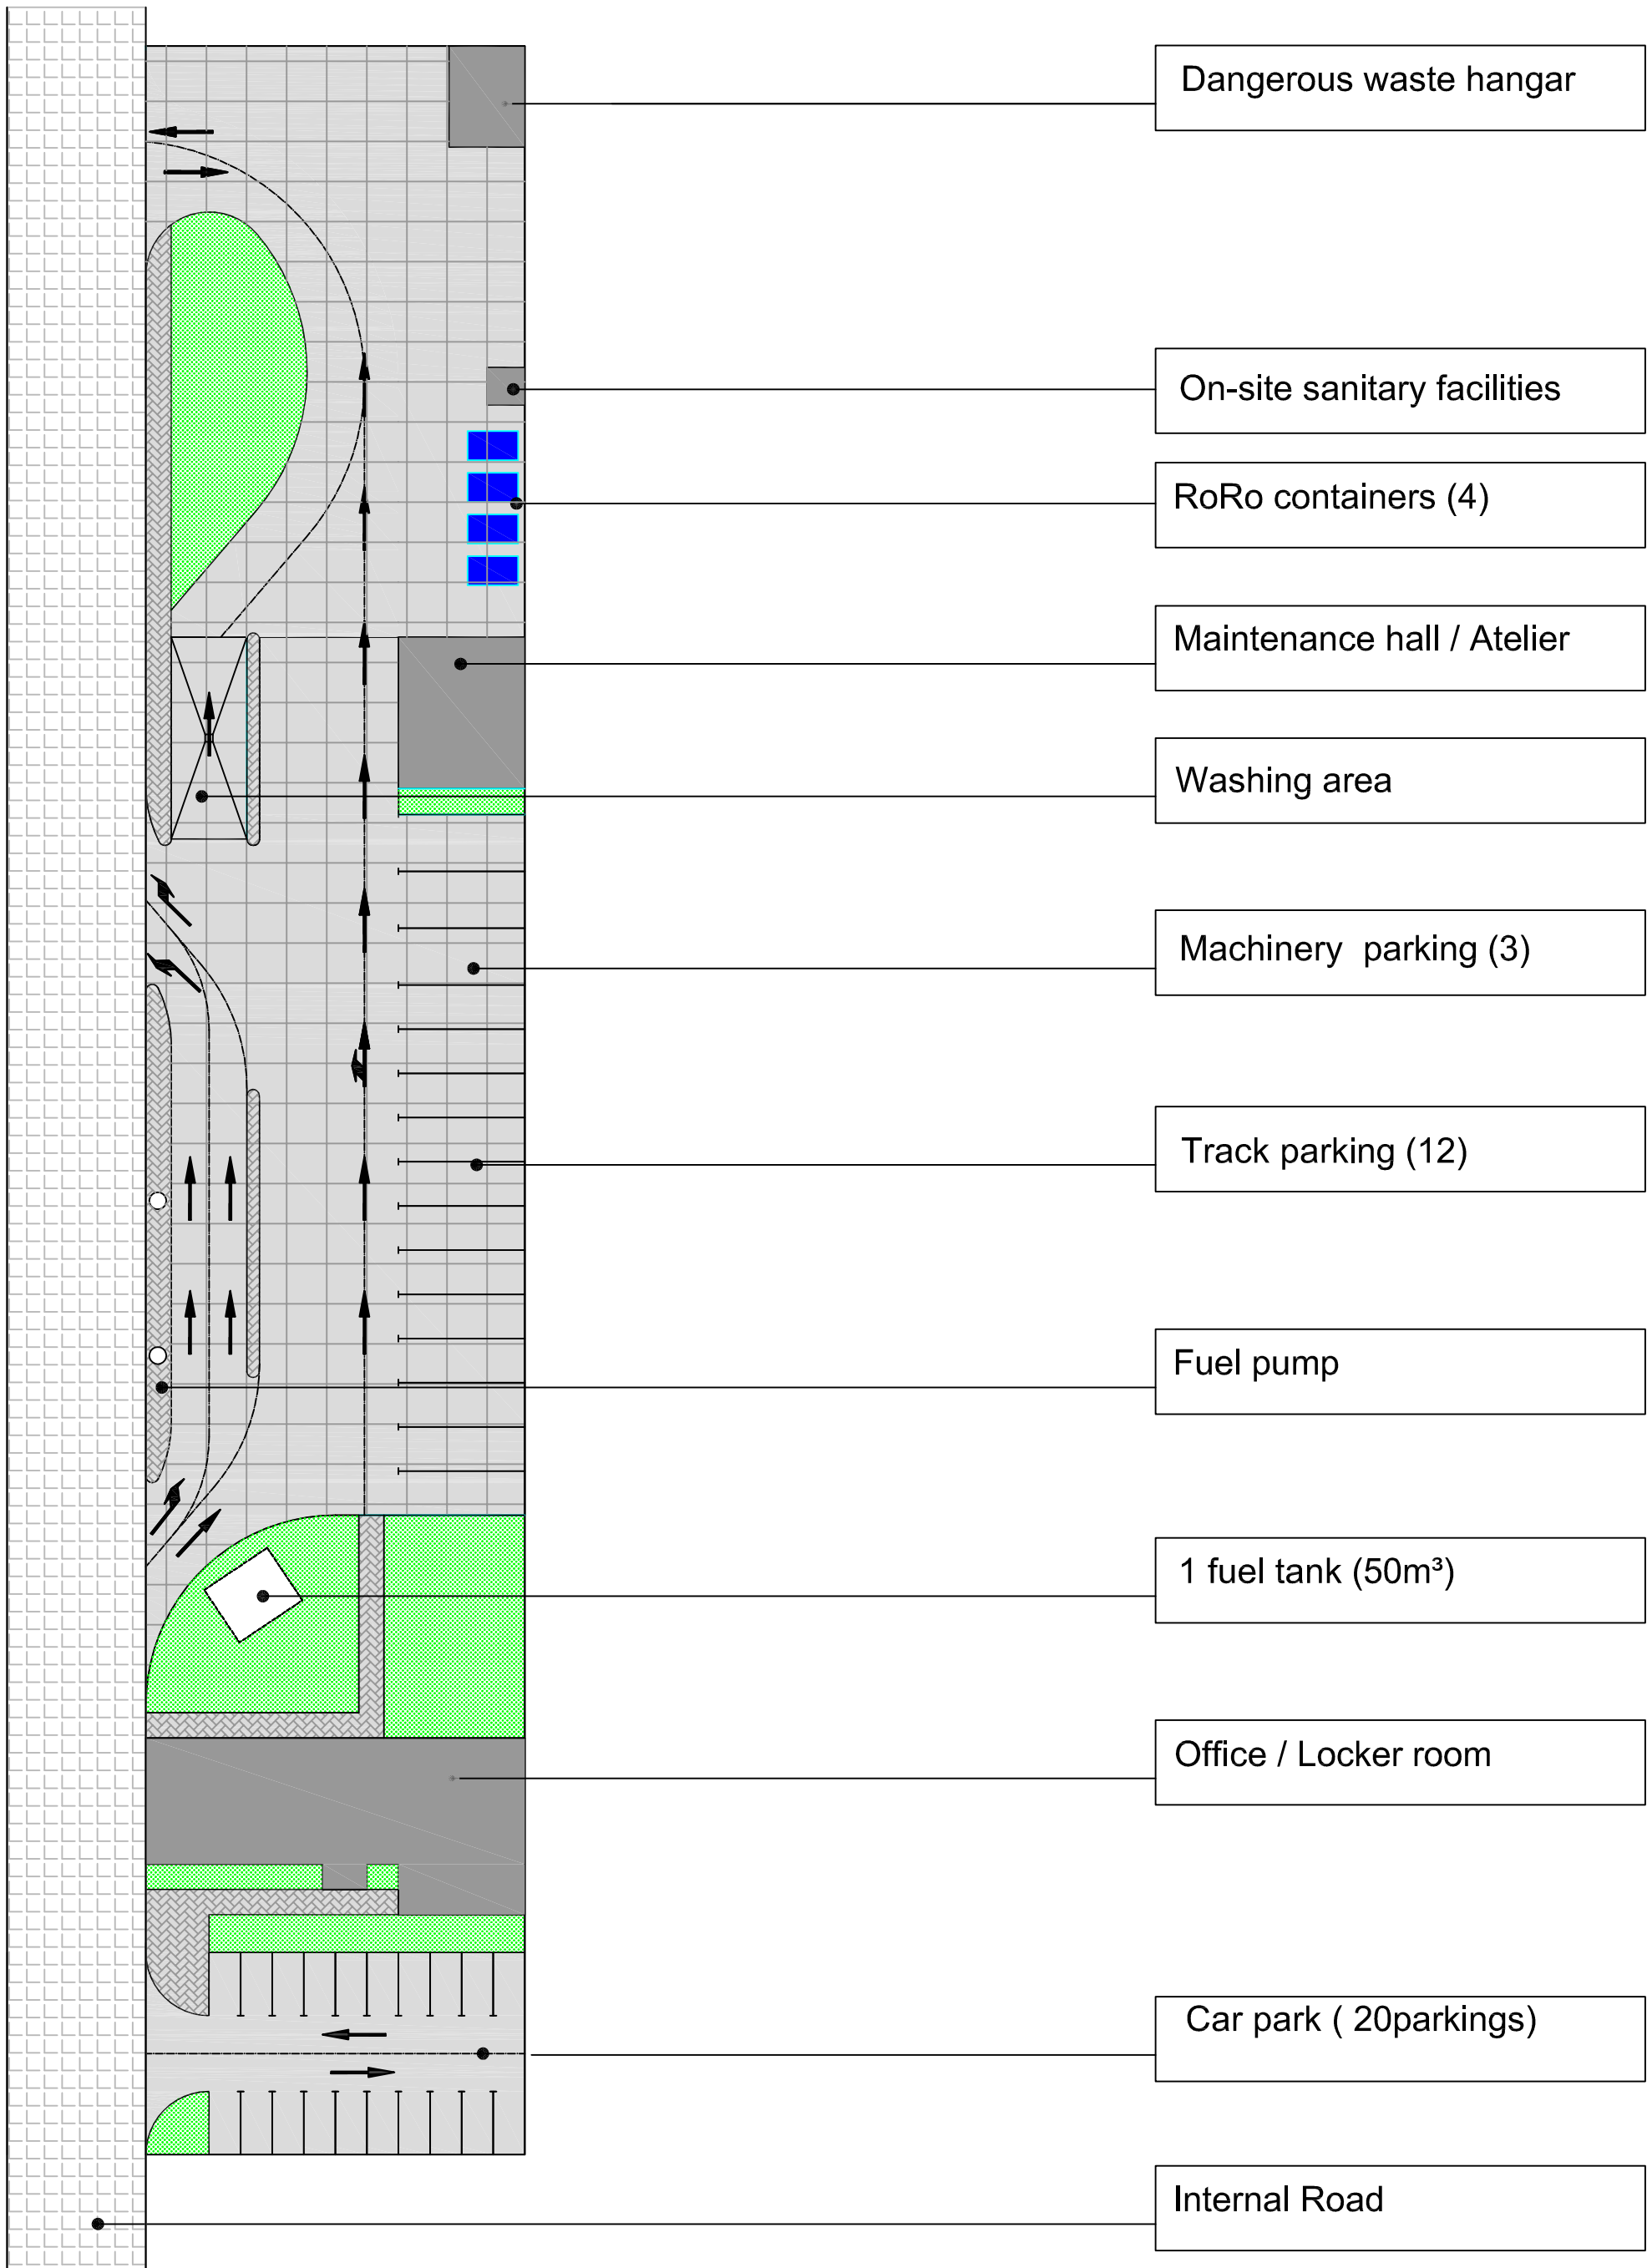 Dangerous waste hangar
On-site sanitary facilities
RoRo containers (4)
Maintenance hall / Atelier
Washing area
Machinery  parking (3)
Track parking (12)
Fuel pump
1 fuel tank (50m³)
Office / Locker room
Car park ( 20parkings)
Internal Road